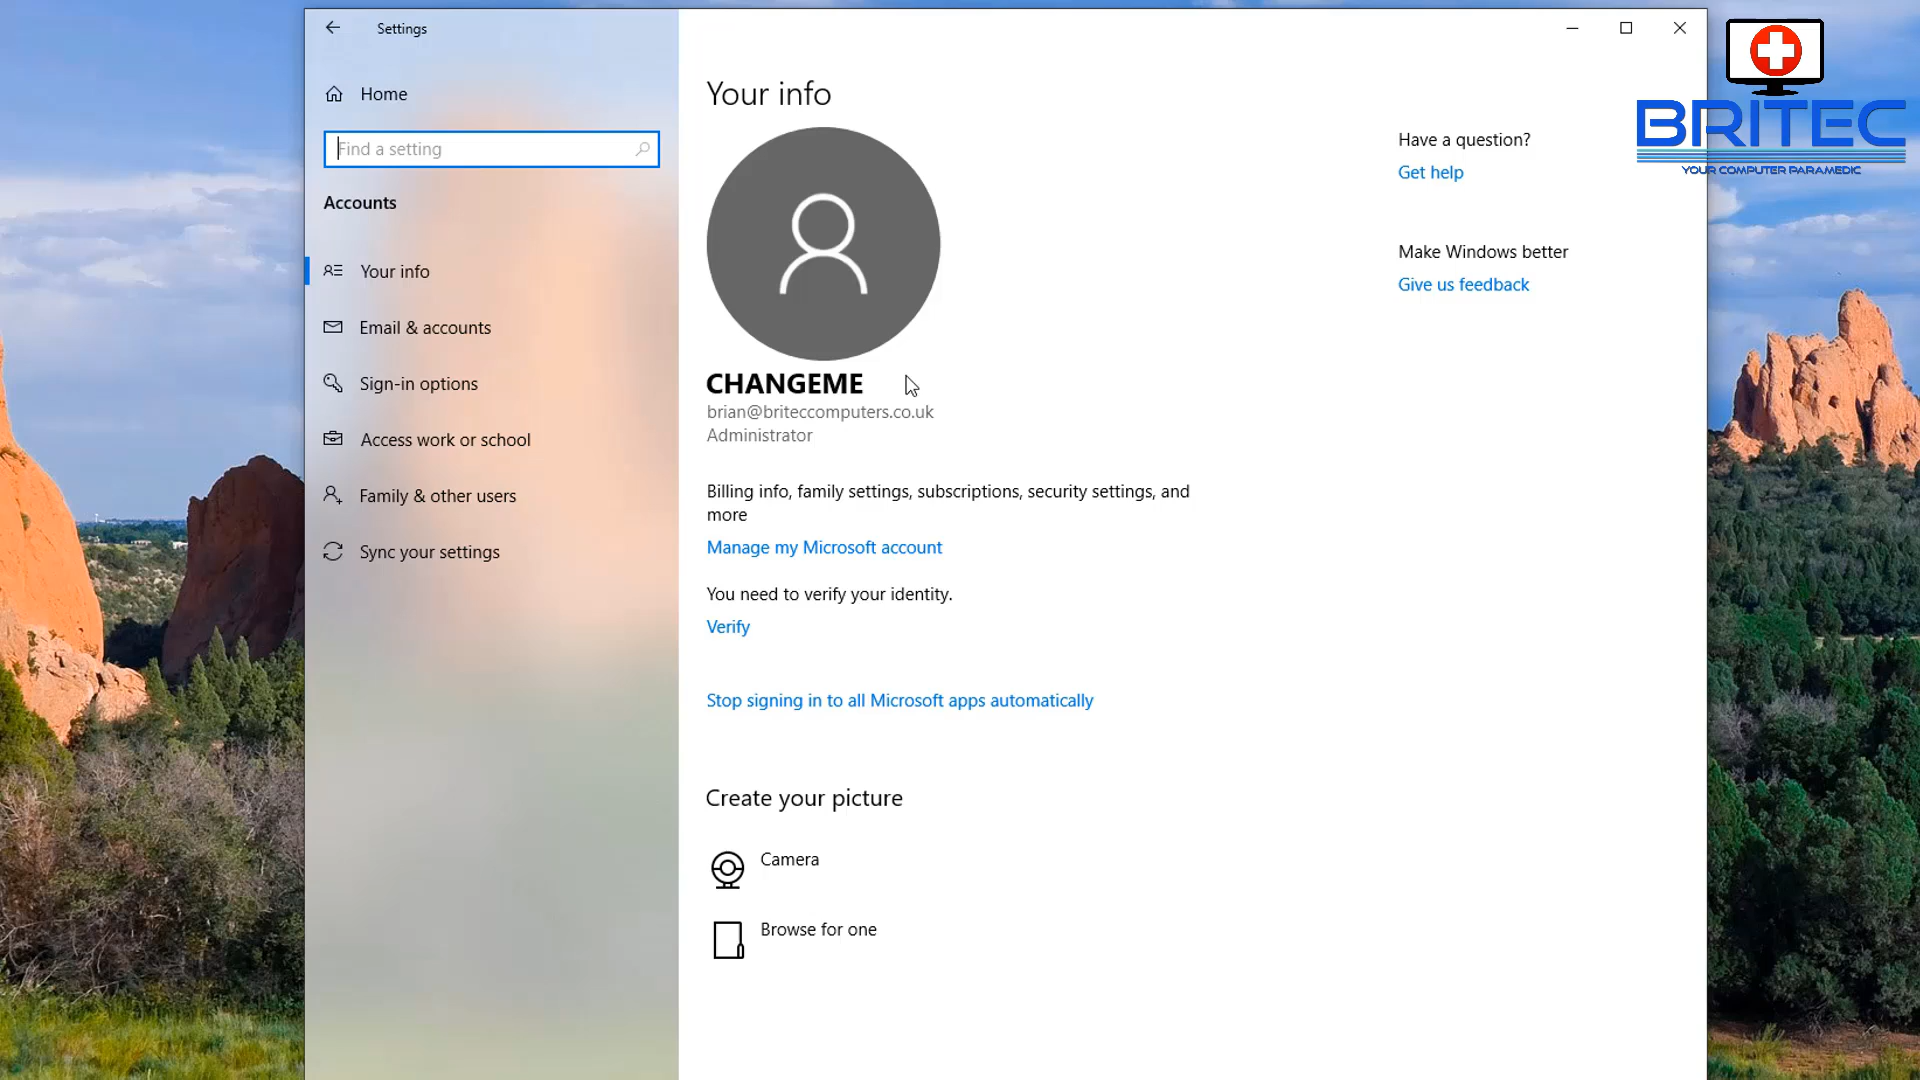 Settings
Home
Find a setting
Accounts
Your info
Email & accounts
Sign-in options
Access work or school
Family & other users
Sync your settings
Your info
CHANGEME
brian@briteccomputers.co.uk
Administrator
Billing info, family settings, subscriptions, security settings, and
more
Manage my Microsoft account
You need to verify your identity.
Verify
Stop signing in to all Microsoft apps automatically
Create your picture
Camera
Browse for one
Have a question?
Get help
Make Windows better
Give us feedback
BRITEC
YOUR COMPUTER PARAMEDIC